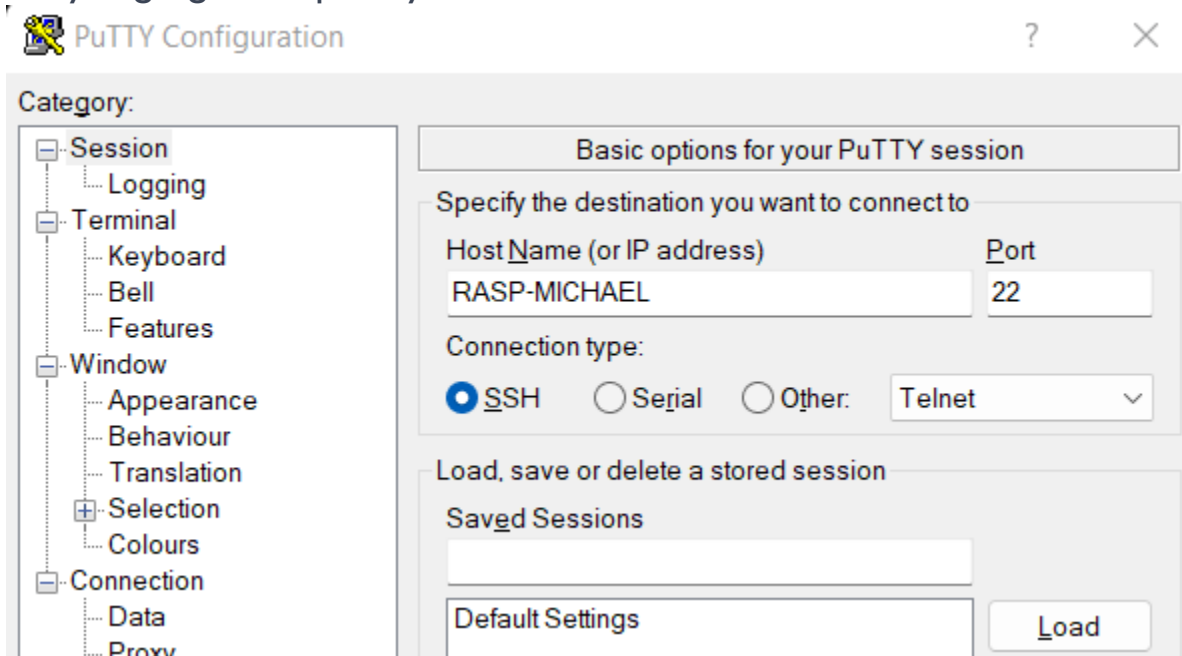 PuTTY Configuration
?
Category:
Session
Logging
Terminal
Keyboard
Bell
Features
Window
Appearance
Behaviour
Translation
Selection
Colours
Connection
Data
Proxy
Basic options for your PuTTY session
Specify the destination you want to connect to
Host Name (or IP address) Port
RASP-MICHAEL 22
Connection type:
SSH Serial Other: Telnet
Load, save or delete a stored session
Saved Sessions
Default Settings
Load